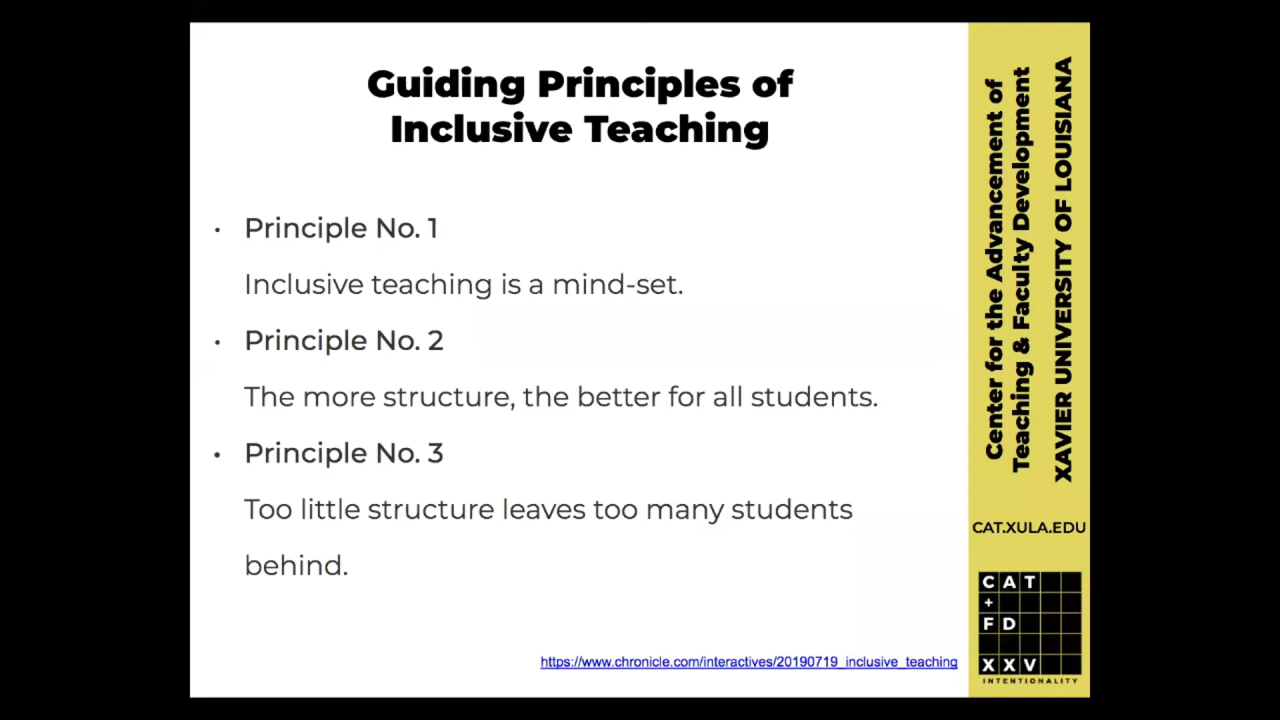 Guiding Principles of
Inclusive Teaching
• Principle No. 1
Inclusive teaching is a mind-set.
• Principle No. 2
The more structure, the better for all students.
• Principle No. 3
Too little structure leaves too many students
behind.
https://www.chronicle.com/interactives/20190719_inclusive_teaching
Center for the Advancement of
Teaching & Faculty Development
XAVIER UNIVERSITY OF LOUISIANA
CAT.XULA.EDU
CAT
+
FD
XXV
INTENTIONALITY